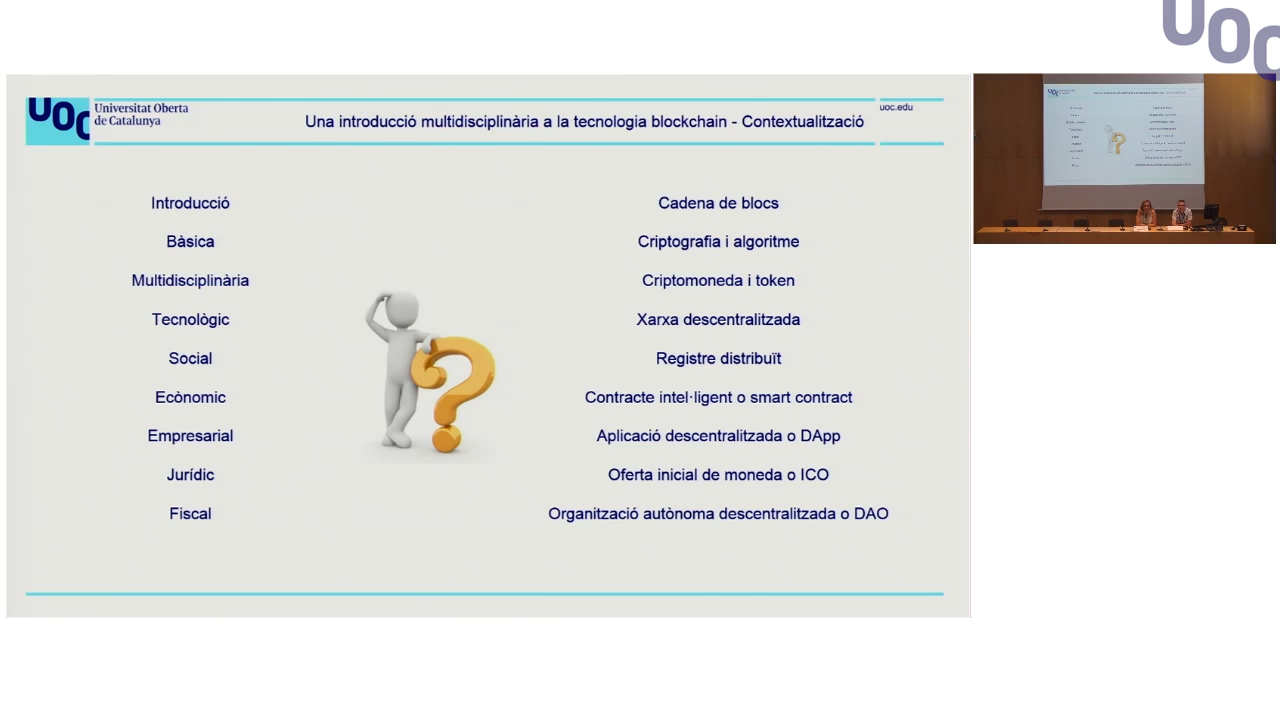 UOC
UOC
Universitat Oberta
de Catalunya
Una introducció multidisciplinària a la tecnologia blockchain - Contextualització
uoc.edu
Introducció
Bàsica
Multidisciplinària
Tecnològic
Social
Ecònomic
Empresarial
Jurídic
Fiscal
Cadena de blocs
Criptografia i algoritme
Criptomoneda i token
Xarxa descentralitzada
Registre distribuït
Contracte intel·ligent o smart contract
Aplicació descentralitzada o DApp
Oferta inicial de moneda o ICO
Organització autònoma descentralitzada o DAO